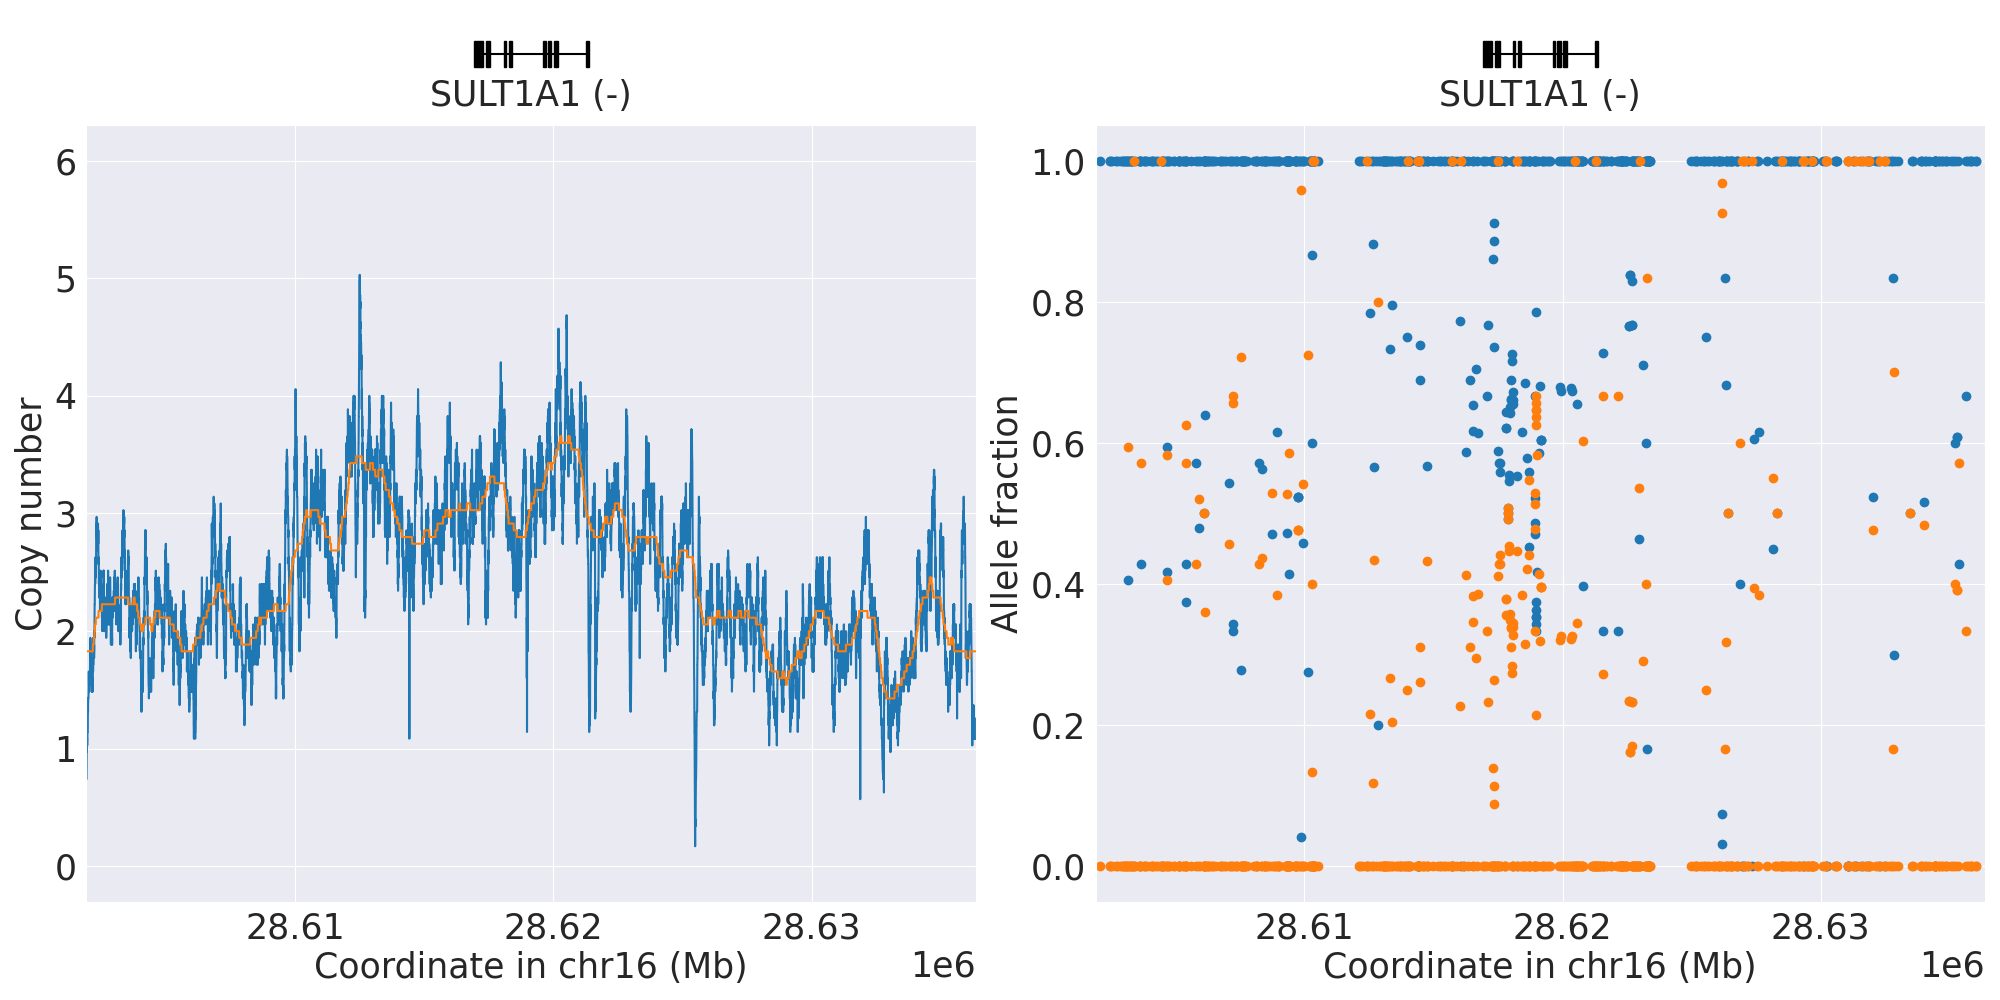 SULT1A1 (-)
6
5
4
3
2
1
0
Copy number
28.61
28.62
28.63
Coordinate in chr16 (Mb)
1e6
SULT1A1 (-)
1.0
0.8
0.6
0.4
0.2
0.0
Allele fraction
28.61
28.62
28.63
Coordinate in chr16 (Mb)
1e6